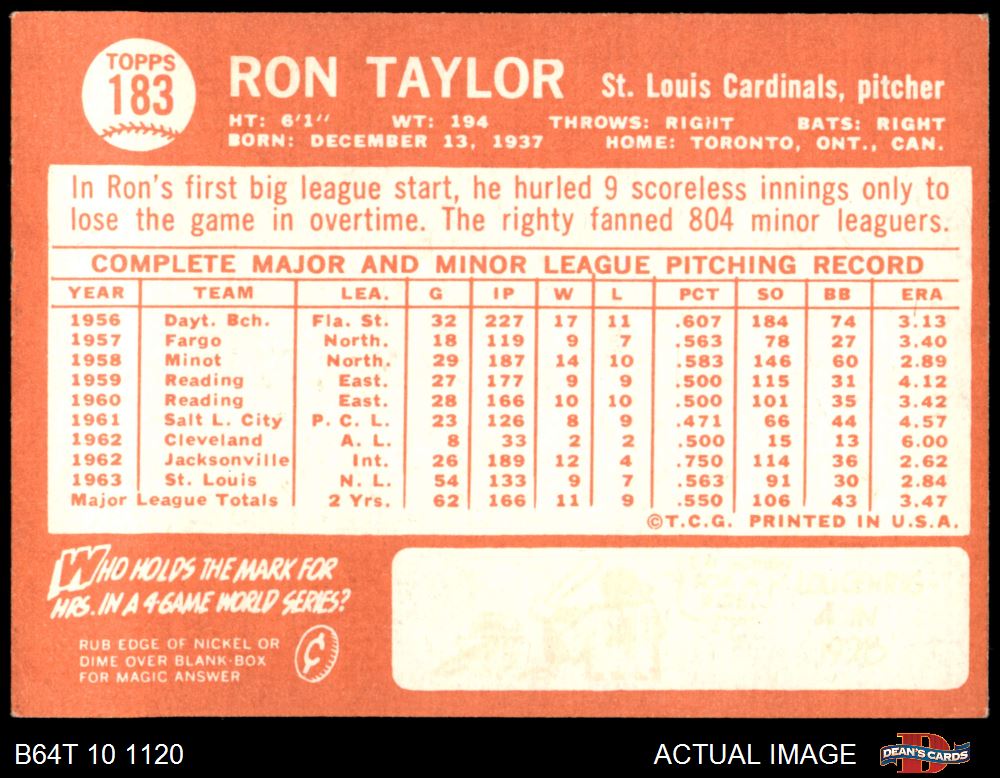 TOPPS
183
RON TAYLOR St. Louis Cardinals, pitcher
HT: 6'1" WT: 194 THROWS: RIGHT BATS: RIGHT
BORN: DECEMBER 13, 1937 HOME: TORONTO, ONT., CAN.
In Ron's first big league start, he hurled 9 scoreless innings only to
lose the game in overtime. The righty fanned 804 minor leaguers.
COMPLETE MAJOR AND MINOR LEAGUE PITCHING RECORD
YEAR TEAM LEA. G IP W L PCT SO BB ERA
1956 Dayt. Bch. Fla. St. 32 227 17 11 .607 184 74 3.13
1957 Fargo North. 18 119 9 7 .563 78 27 3.40
1958 Minot North. 29 187 14 10 .583 146 60 2.89
1959 Reading East. 27 177 9 9 .500 115 31 4.12
1960 Reading East. 28 166 10 10 .500 101 35 3.42
1961 Salt L. City P. C. L. 23 126 8 9 .471 66 44 4.57
1962 Cleveland A. L. 8 33 2 2 .500 15 13 6.00
1962 Jacksonville Int. 26 189 12 4 .750 114 36 2.62
1963 St. Louis N. L. 54 133 9 7 .563 91 30 2.84
Major League Totals 2 Yrs. 62 166 11 9 .550 106 43 3.47
©T.C.G. PRINTED IN U.S.A.
WHO HOLDS THE MARK FOR
HRS. IN A 4-GAME WORLD SERIES?
RUB EDGE OF NICKEL OR
DIME OVER BLANK-BOX
FOR MAGIC ANSWER
¢
LOU GEHRIG
4 IN
1928
B64T 10 1120 ACTUAL IMAGE
DEAN'S CARDS